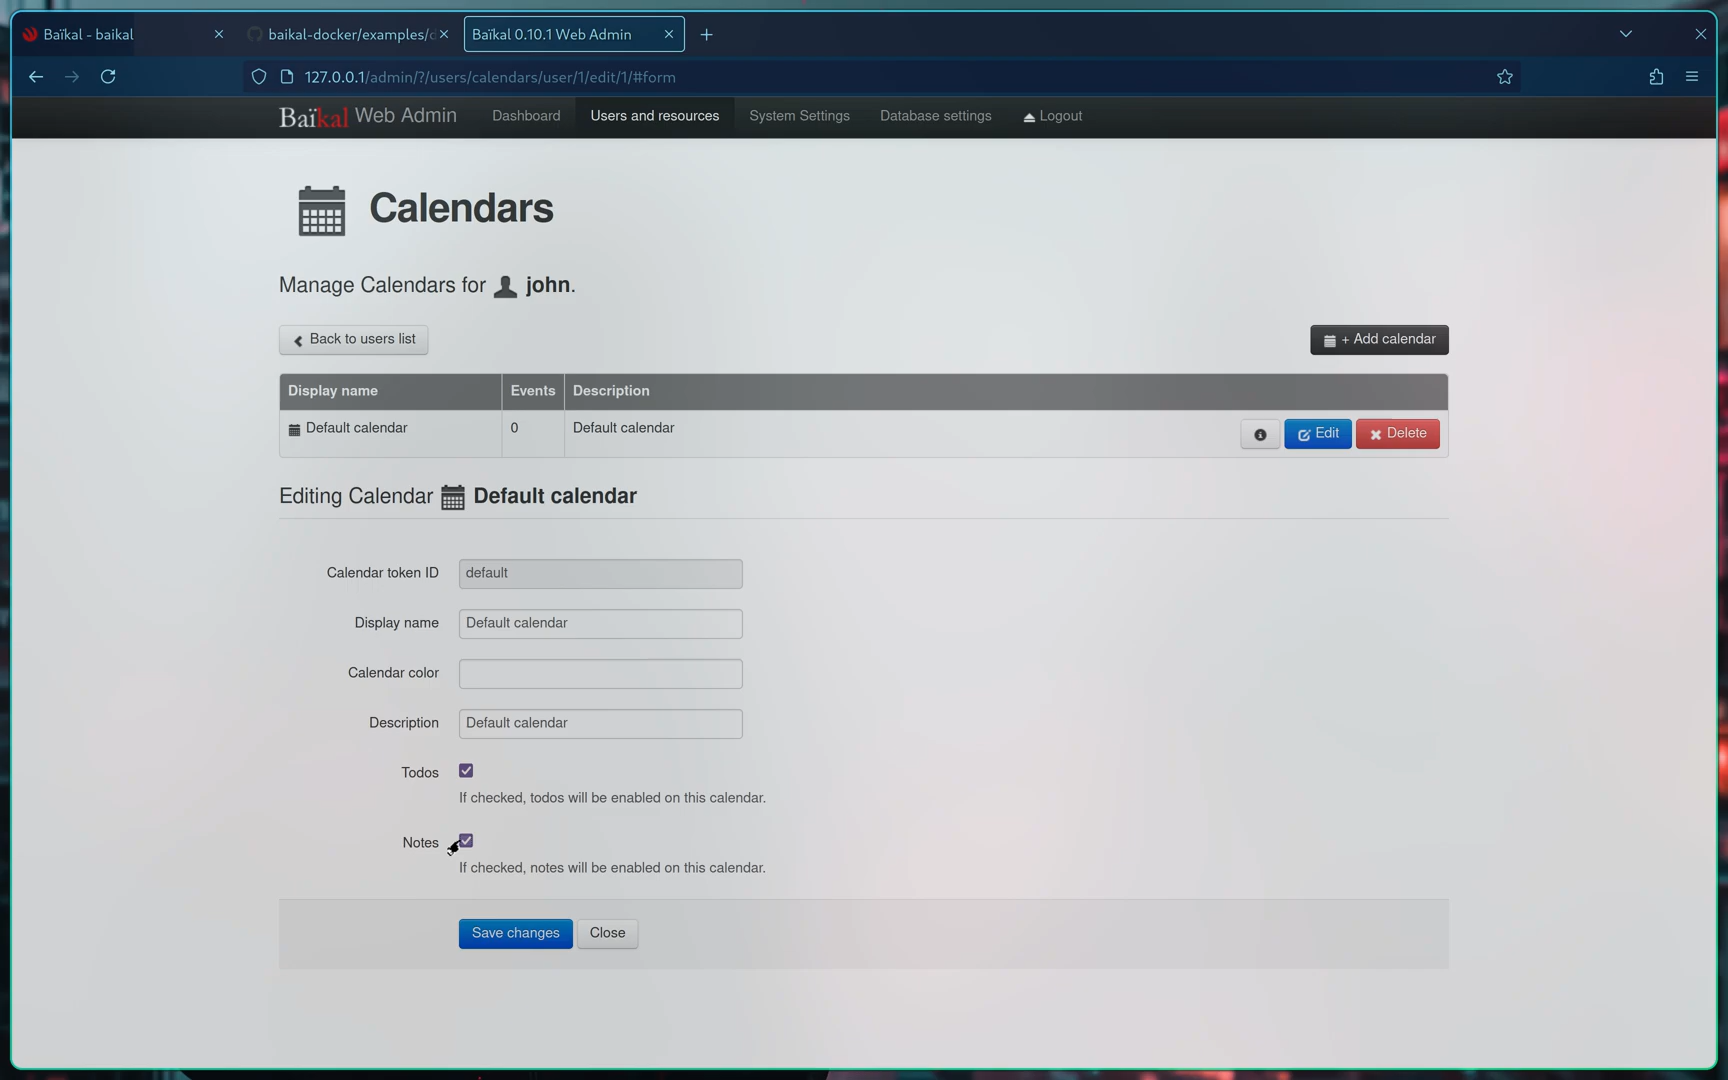 Baïkal - baikal
baikal-docker/examples/
Baïkal 0.10.1 Web Admin
127.0.0.1/admin/?/users/calendars/user/1/edit/1/#form
Baïkal Web Admin
Dashboard
Users and resources
System Settings
Database settings
Logout
Calendars
Manage Calendars for john.
Back to users list
+ Add calendar
Display name
Events
Description
Default calendar
0
Default calendar
Edit
Delete
Editing Calendar Default calendar
Calendar token ID
default
Display name
Default calendar
Calendar color
Description
Default calendar
Todos
If checked, todos will be enabled on this calendar.
Notes
If checked, notes will be enabled on this calendar.
Save changes
Close